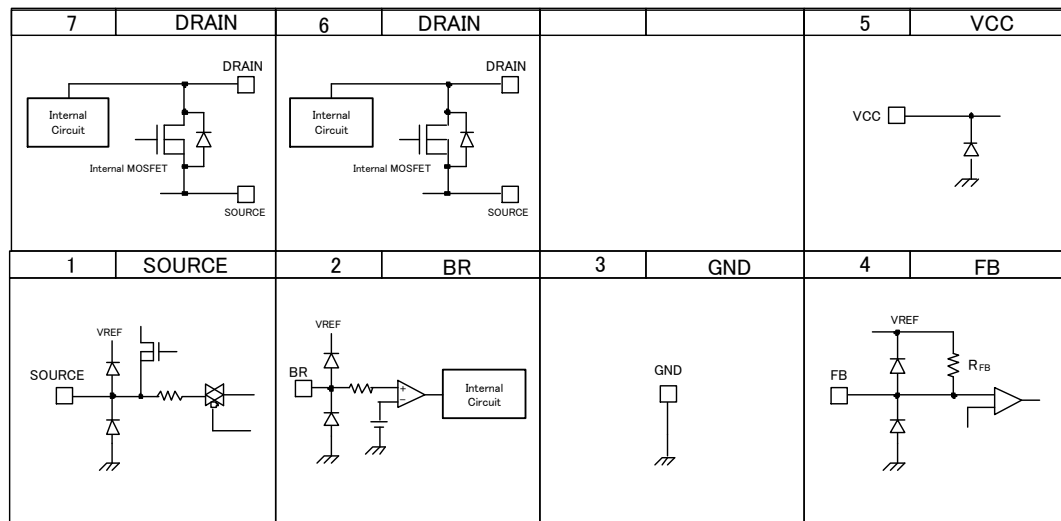 7 DRAIN 6 DRAIN 5 VCC
DRAIN
Internal
Circuit
Internal MOSFET
SOURCE
DRAIN
Internal
Circuit
Internal MOSFET
SOURCE
VCC
1 SOURCE 2 BR 3 GND 4 FB
VREF
SOURCE
VREF
BR
+
−
Internal
Circuit
GND
VREF
RFB
FB